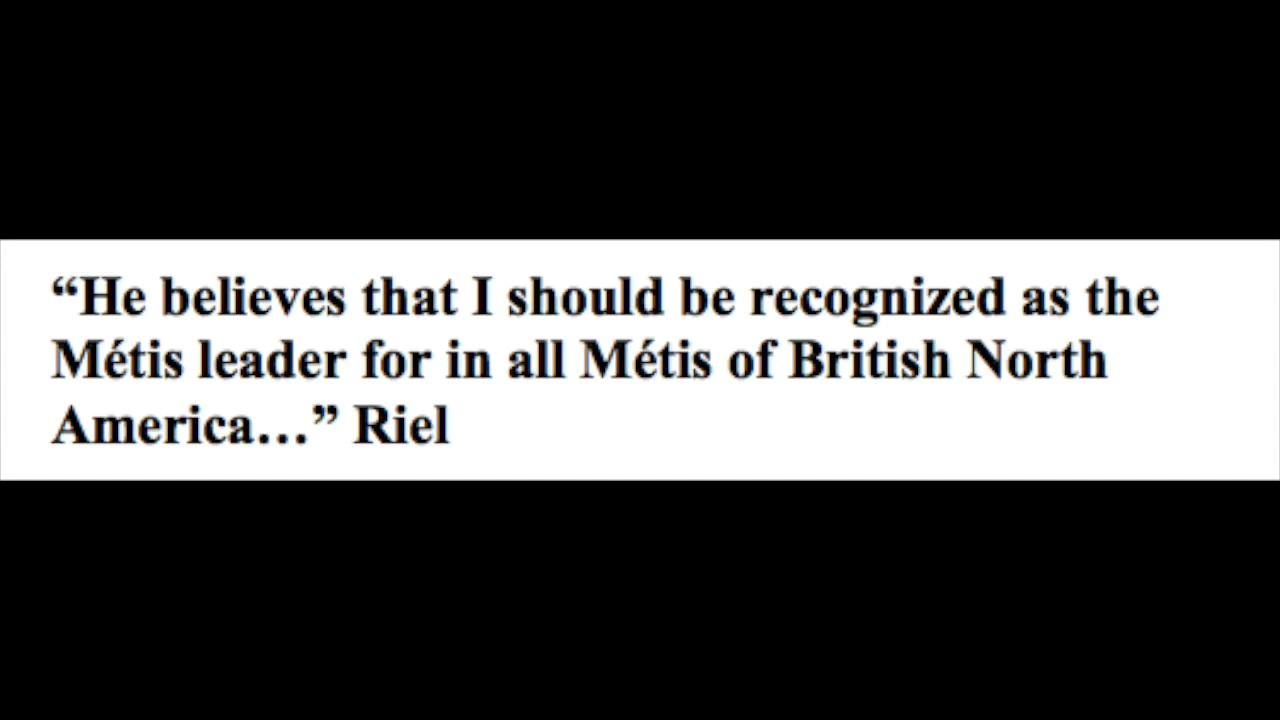 “He believes that I should be recognized as the
Métis leader for in all Métis of British North
America…” Riel